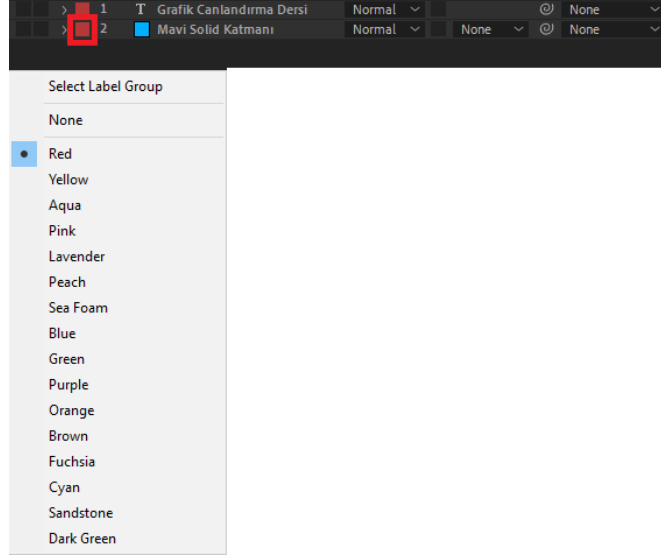 1 T Grafik Canlandırma Dersi Normal None
2 Mavi Solid Katmanı Normal None None
Select Label Group
None
Red
Yellow
Aqua
Pink
Lavender
Peach
Sea Foam
Blue
Green
Purple
Orange
Brown
Fuchsia
Cyan
Sandstone
Dark Green